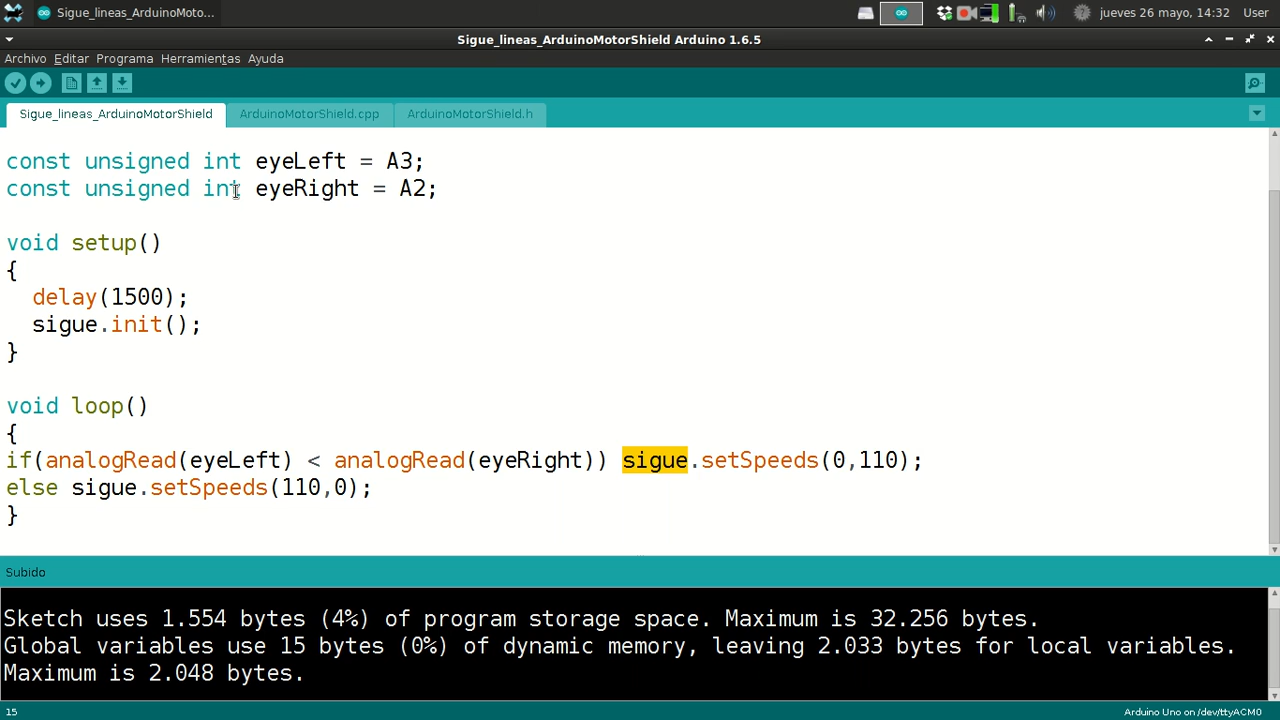 Sigue_lineas_ArduinoMoto...
jueves 26 mayo, 14:32 User
Sigue_lineas_ArduinoMotorShield Arduino 1.6.5
Archivo Editar Programa Herramientas Ayuda
Sigue_lineas_ArduinoMotorShield ArduinoMotorShield.cpp ArduinoMotorShield.h
const unsigned int eyeLeft = A3;
const unsigned int eyeRight = A2;
void setup()
{
delay(1500);
sigue.init();
}
void loop()
{
if(analogRead(eyeLeft) < analogRead(eyeRight)) sigue.setSpeeds(0,110);
else sigue.setSpeeds(110,0);
}
Subido
Sketch uses 1.554 bytes (4%) of program storage space. Maximum is 32.256 bytes.
Global variables use 15 bytes (0%) of dynamic memory, leaving 2.033 bytes for local variables.
Maximum is 2.048 bytes.
15 Arduino Uno on /dev/ttyACM0